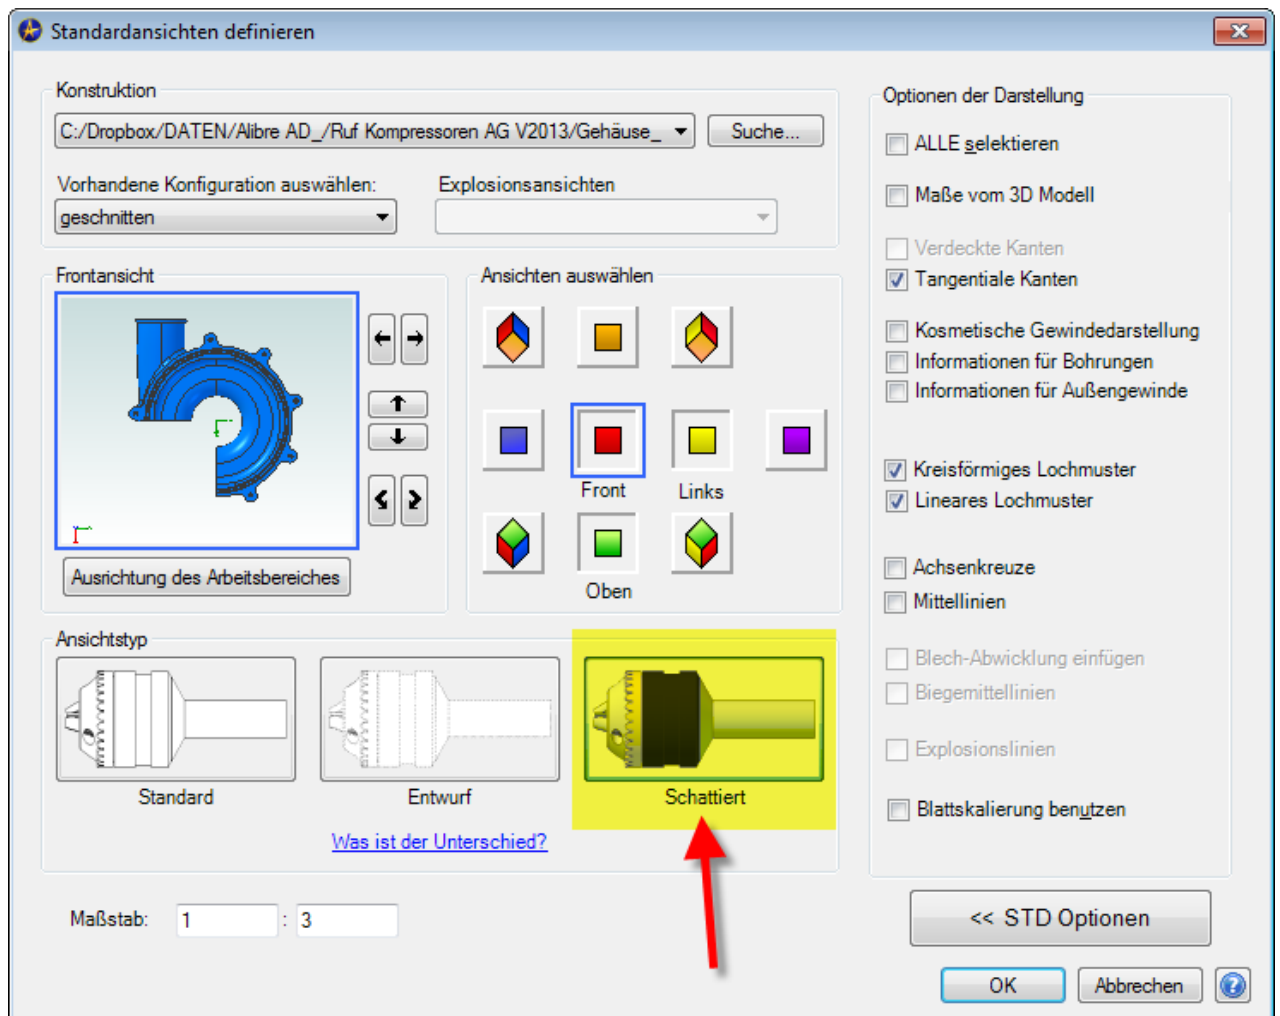 Standardansichten definieren
Konstruktion
C:/Dropbox/DATEN/Alibre AD_/Ruf Kompressoren AG V2013/Gehäuse_
Suche...
Vorhandene Konfiguration auswählen:
Explosionsansichten
geschnitten
Frontansicht
Ausrichtung des Arbeitsbereiches
Ansichten auswählen
Front
Links
Oben
Ansichtstyp
Standard
Entwurf
Schattiert
Was ist der Unterschied?
Maßstab:
1
:
3
Optionen der Darstellung
ALLE selektieren
Maße vom 3D Modell
Verdeckte Kanten
Tangentiale Kanten
Kosmetische Gewindedarstellung
Informationen für Bohrungen
Informationen für Außengewinde
Kreisförmiges Lochmuster
Lineares Lochmuster
Achsenkreuze
Mittellinien
Blech-Abwicklung einfügen
Biegemittellinien
Explosionslinien
Blattskalierung benutzen
<< STD Optionen
OK
Abbrechen